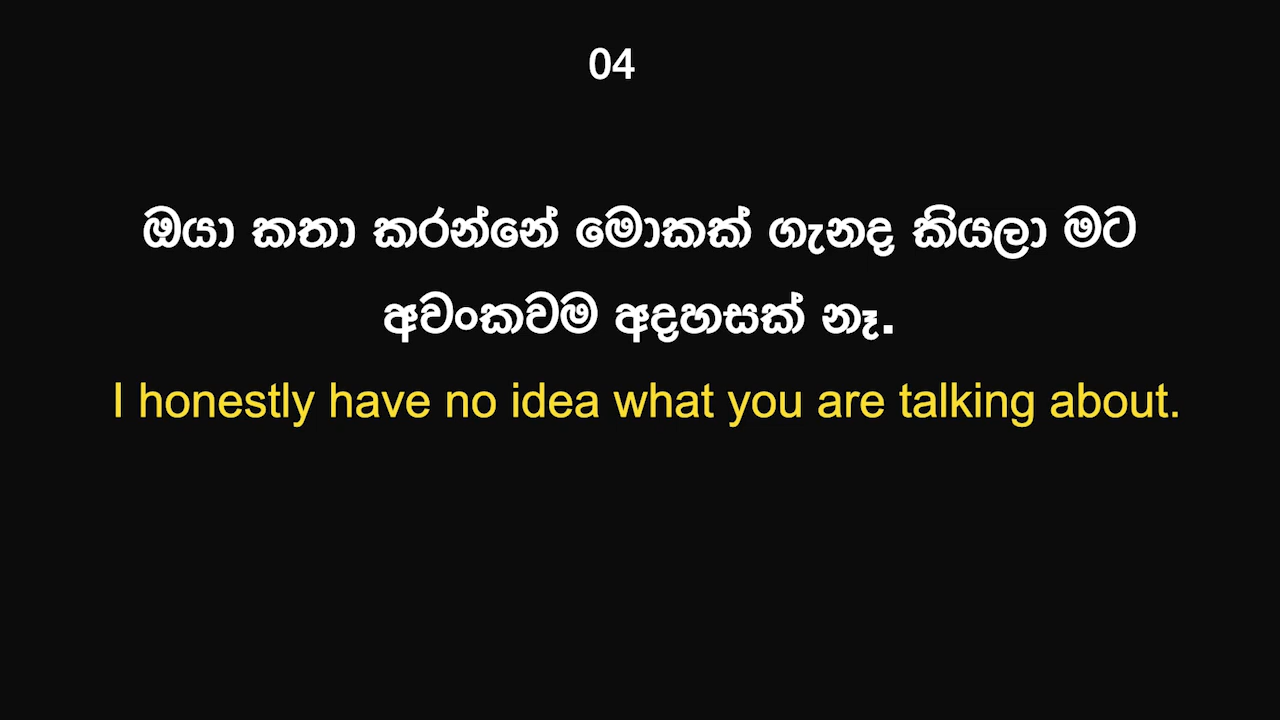 04
ඔයා කතා කරන්නේ මොකක් ගැනද කියලා මට
අවංකවම අදහසක් නෑ.
I honestly have no idea what you are talking about.